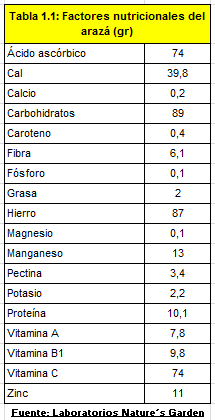 Tabla 1.1: Factores nutricionales del
arazá (gr)
Ácido ascórbico 74
Cal 39,8
Calcio 0,2
Carbohidratos 89
Caroteno 0,4
Fibra 6,1
Fósforo 0,1
Grasa 2
Hierro 87
Magnesio 0,1
Manganeso 13
Pectina 3,4
Potasio 2,2
Proteína 10,1
Vitamina A 7,8
Vitamina B1 9,8
Vitamina C 74
Zinc 11
Fuente: Laboratorios Nature´s Garden